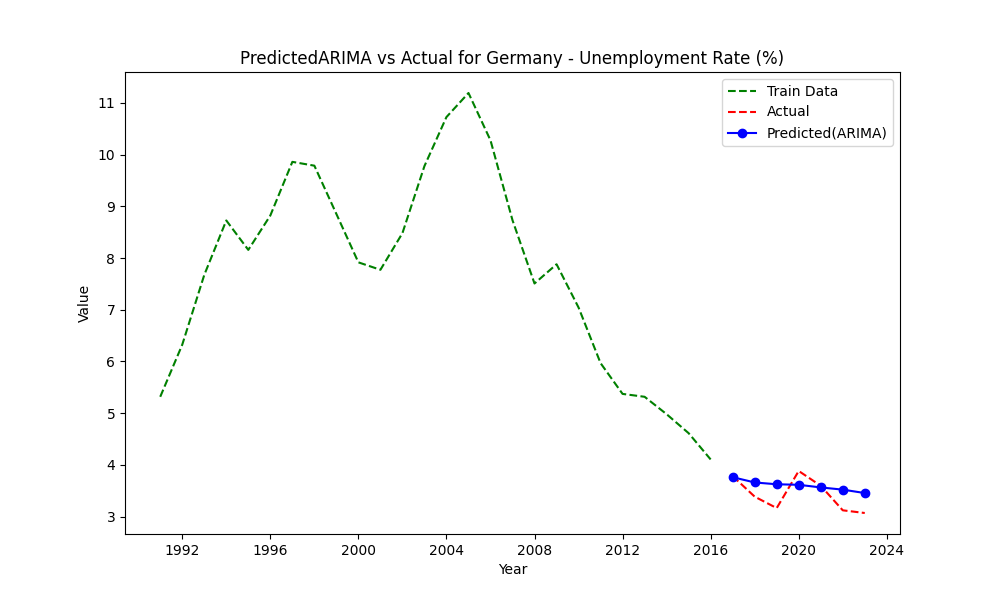 PredictedARIMA vs Actual for Germany - Unemployment Rate (%)
Train Data
Actual
Predicted(ARIMA)
Value
11
10
9
8
7
6
5
4
3
1992 1996 2000 2004 2008 2012 2016 2020 2024
Year